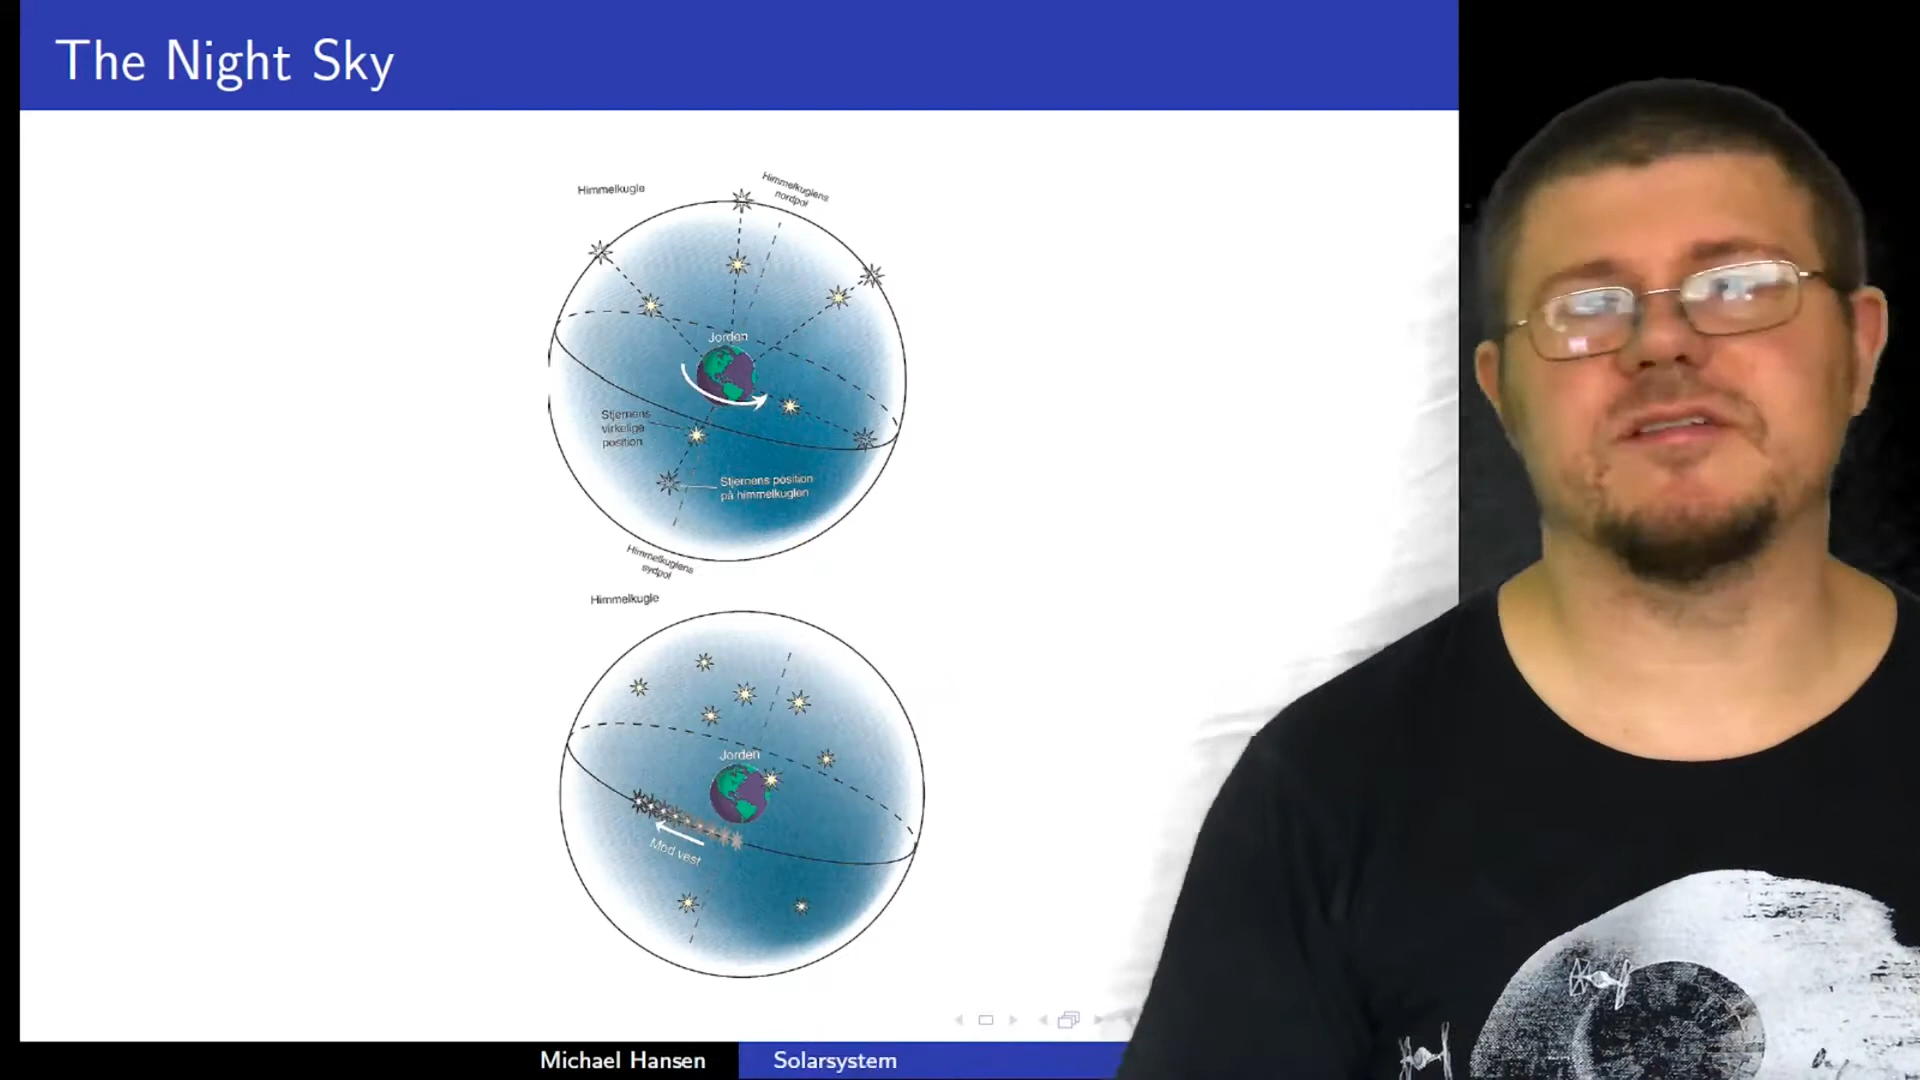 The Night Sky
Himmelkugle
Himmelkuglens
nordpol
Jorden
Stjernens
virkelige
position
Stjernens position
på himmelkuglen
Himmelkuglens
sydpol
Himmelkugle
Jorden
Mod vest
Michael Hansen
Solarsystem